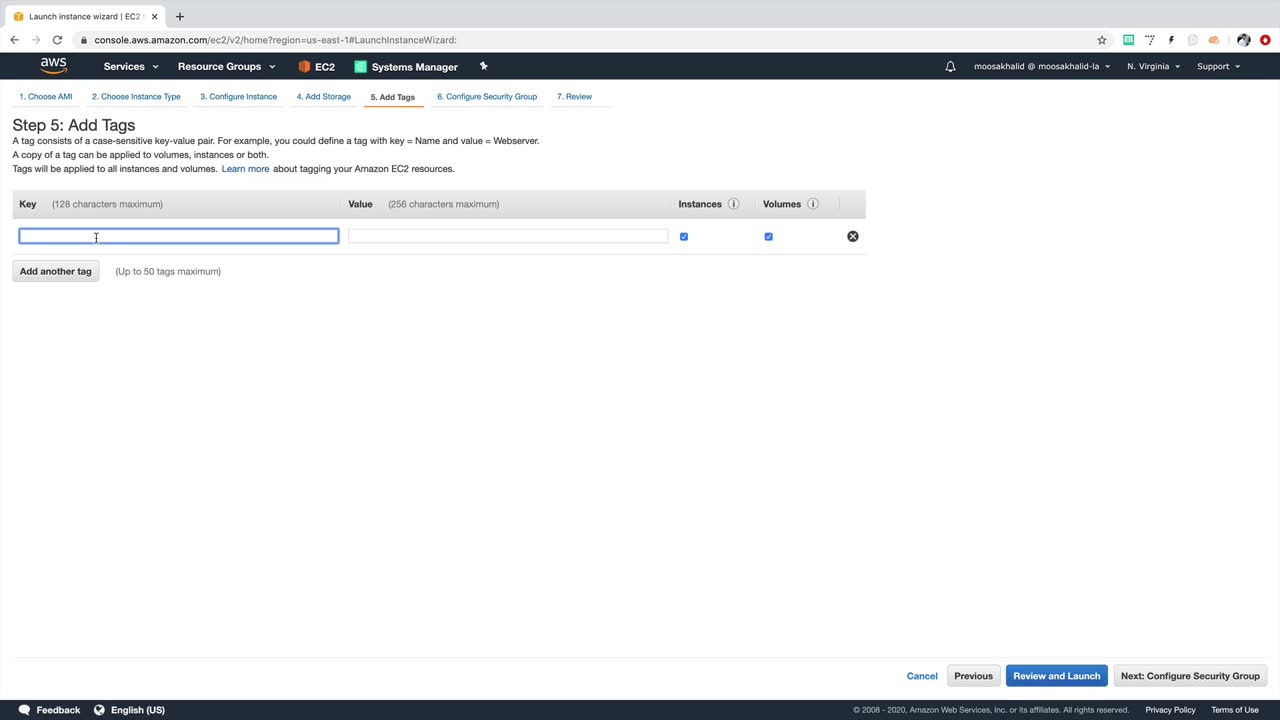 Launch instance wizard | EC2
console.aws.amazon.com/ec2/v2/home?region=us-east-1#LaunchInstanceWizard:
aws
Services
Resource Groups
EC2
Systems Manager
moosakhalid @ moosakhalid-la
N. Virginia
Support
1. Choose AMI
2. Choose Instance Type
3. Configure Instance
4. Add Storage
5. Add Tags
6. Configure Security Group
7. Review
Step 5: Add Tags
A tag consists of a case-sensitive key-value pair. For example, you could define a tag with key = Name and value = Webserver.
A copy of a tag can be applied to volumes, instances or both.
Tags will be applied to all instances and volumes. Learn more about tagging your Amazon EC2 resources.
Key (128 characters maximum)
Value (256 characters maximum)
Instances
Volumes
Add another tag
(Up to 50 tags maximum)
Cancel
Previous
Review and Launch
Next: Configure Security Group
Feedback
English (US)
© 2008 - 2020, Amazon Web Services, Inc. or its affiliates. All rights reserved.
Privacy Policy
Terms of Use